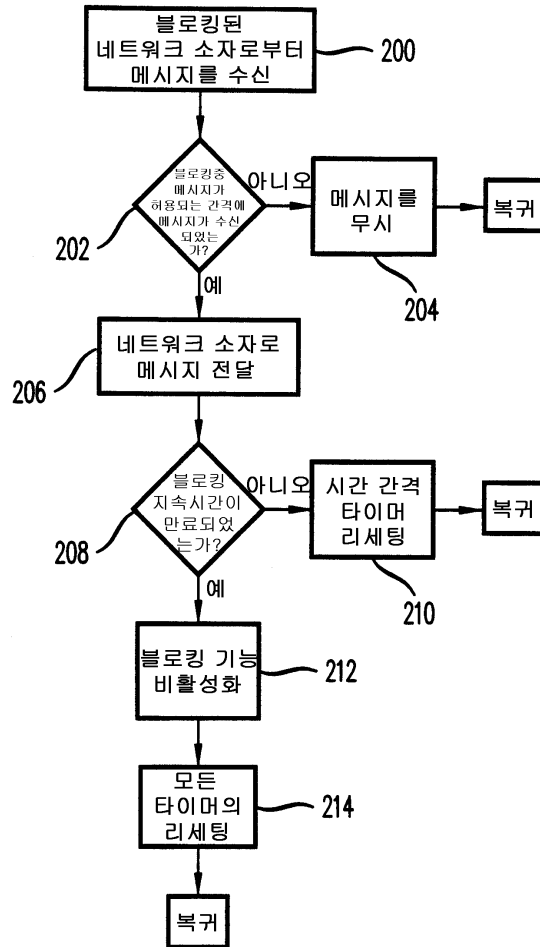 블로킹된
네트워크 소자로부터
메시지를 수신
200
블로킹중
메시지가
허용되는 간격에
메시지가 수신
되었는
가?
202
아니오
메시지를
무시
204
복귀
예
네트워크 소자로
메시지 전달
206
블로킹
지속시간이
만료되었
는가?
208
아니오
시간 간격
타이머
리세팅
210
복귀
예
블로킹 기능
비활성화
212
모든
타이머의
리세팅
214
복귀